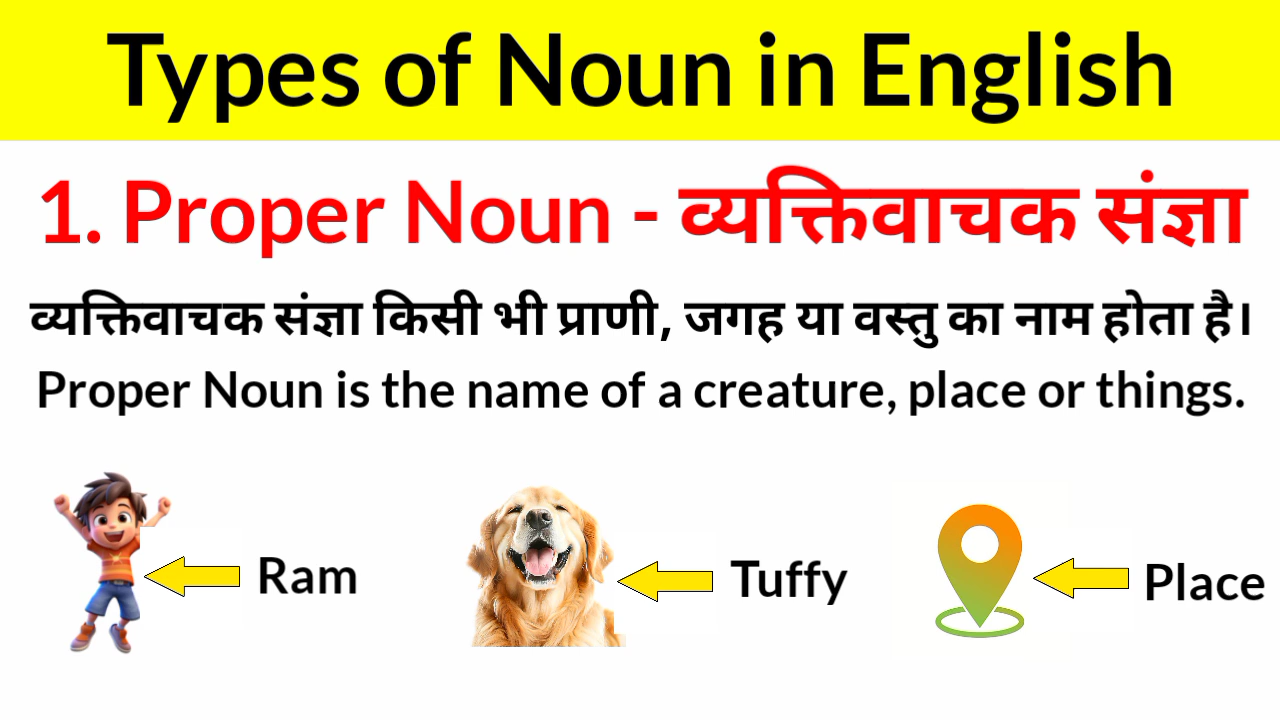 Types of Noun in English
1. Proper Noun - व्यक्तिवाचक संज्ञा
व्यक्तिवाचक संज्ञा किसी भी प्राणी, जगह या वस्तु का नाम होता है।
Proper Noun is the name of a creature, place or things.
Ram
Tuffy
Place